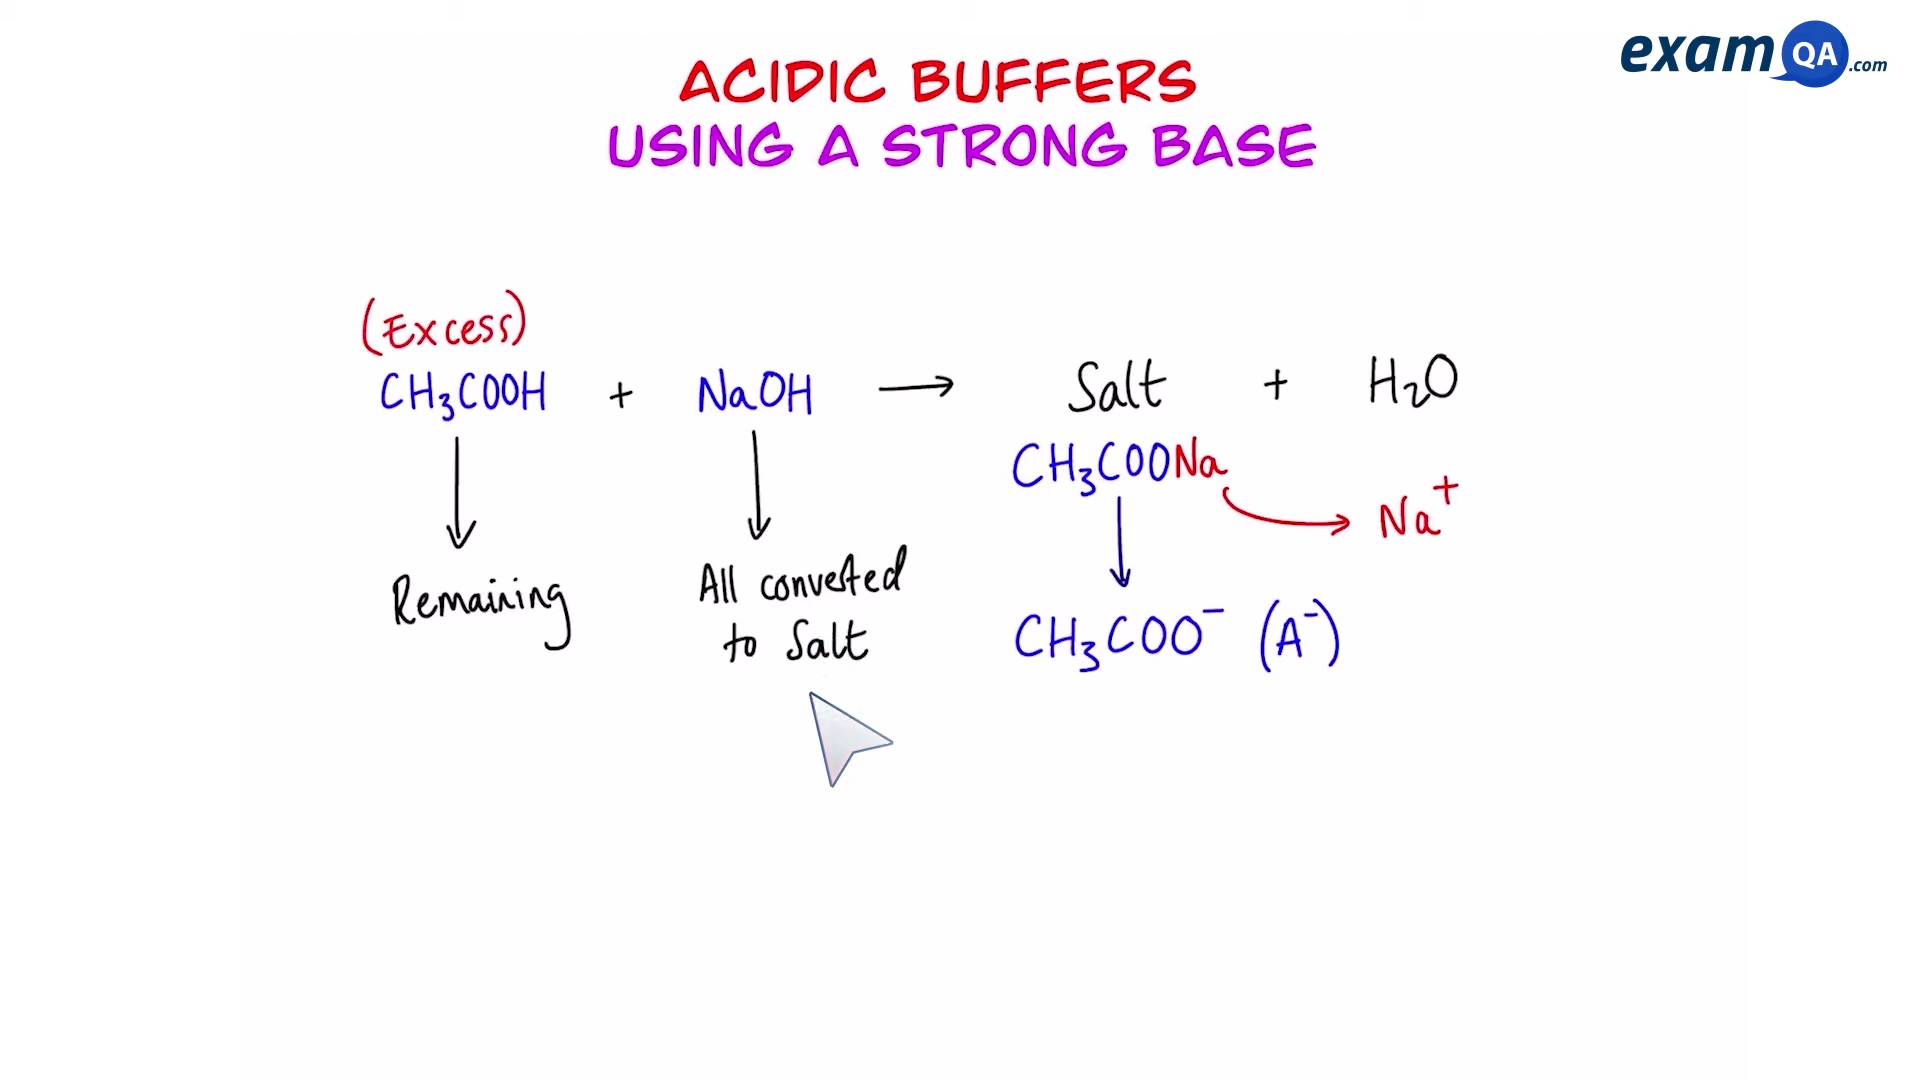 examQA.com
ACIDIC BUFFERS
USING A STRONG BASE
(Excess)
CH₃COOH + NaOH → Salt + H₂O
CH₃COONa
Na⁺
Remaining
All converted
to Salt
CH₃COO⁻ (A⁻)